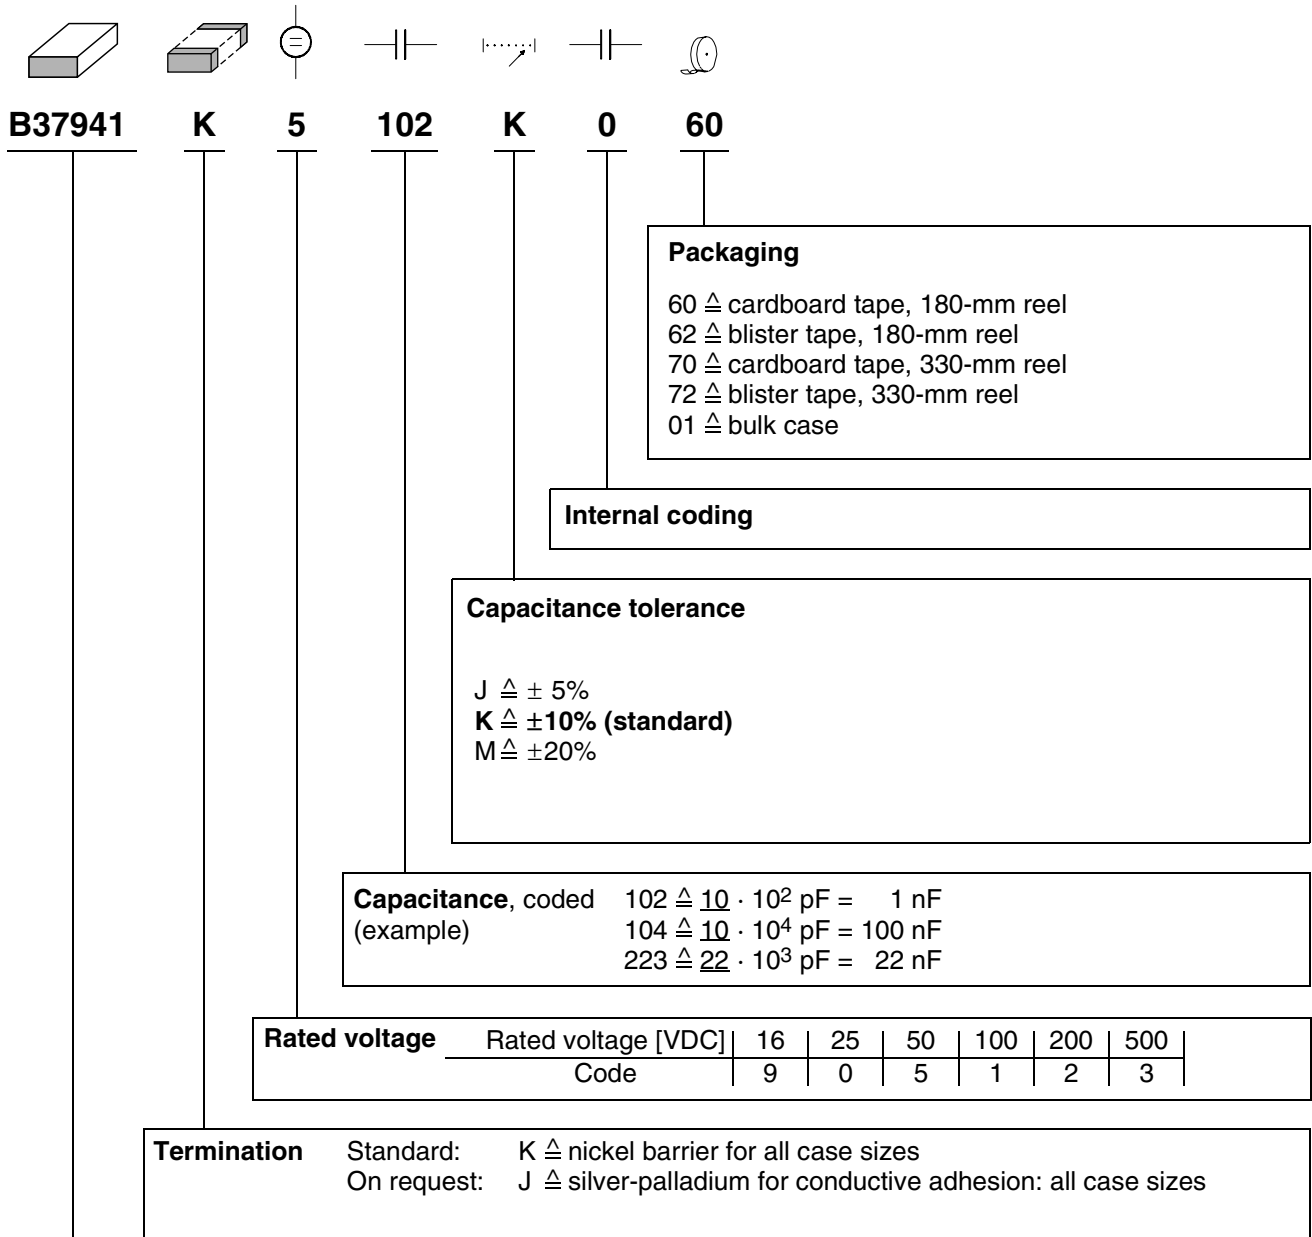 B37941 K 5 102 K 0 60
Packaging
60 ≙ cardboard tape, 180-mm reel
62 ≙ blister tape, 180-mm reel
70 ≙ cardboard tape, 330-mm reel
72 ≙ blister tape, 330-mm reel
01 ≙ bulk case
Internal coding
Capacitance tolerance
J ≙ ± 5%
K ≙ ±10% (standard)
M ≙ ±20%
Capacitance, coded 102 ≙ 10 · 10² pF = 1 nF
(example) 104 ≙ 10 · 10⁴ pF = 100 nF
223 ≙ 22 · 10³ pF = 22 nF
Rated voltage Rated voltage [VDC] 16 25 50 100 200 500
Code 9 0 5 1 2 3
Termination Standard: K ≙ nickel barrier for all case sizes
On request: J ≙ silver-palladium for conductive adhesion: all case sizes